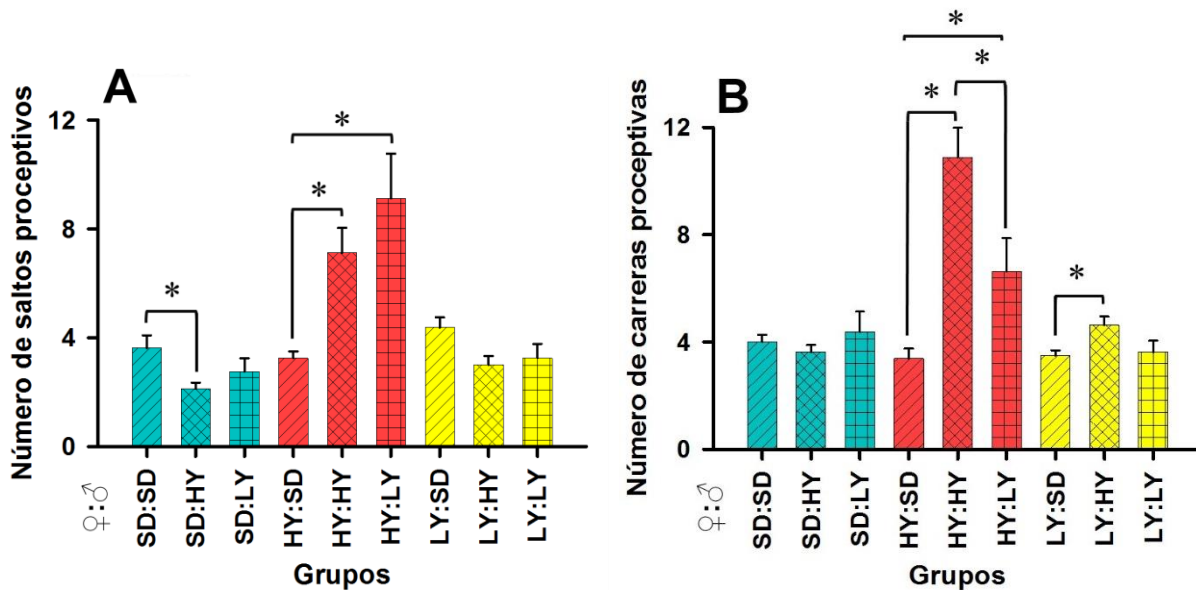 A
Número de saltos proceptivos
12
8
4
0
*
*
*
♀:♂
SD:SD
SD:HY
SD:LY
HY:SD
HY:HY
HY:LY
LY:SD
LY:HY
LY:LY
Grupos
B
Número de carreras proceptivas
12
8
4
0
*
*
*
*
♀:♂
SD:SD
SD:HY
SD:LY
HY:SD
HY:HY
HY:LY
LY:SD
LY:HY
LY:LY
Grupos